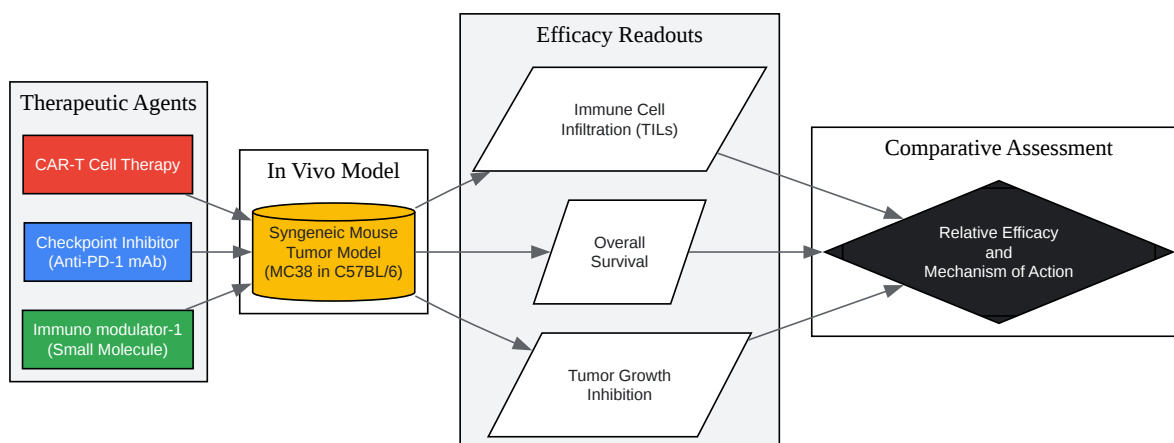 Therapeutic Agents
CAR-T Cell Therapy
Checkpoint Inhibitor
(Anti-PD-1 mAb)
Immuno modulator-1
(Small Molecule)
In Vivo Model
Syngeneic Mouse
Tumor Model
(MC38 in C57BL/6)
Efficacy Readouts
Immune Cell
Infiltration (TILs)
Overall
Survival
Tumor Growth
Inhibition
Comparative Assessment
Relative Efficacy
and
Mechanism of Action